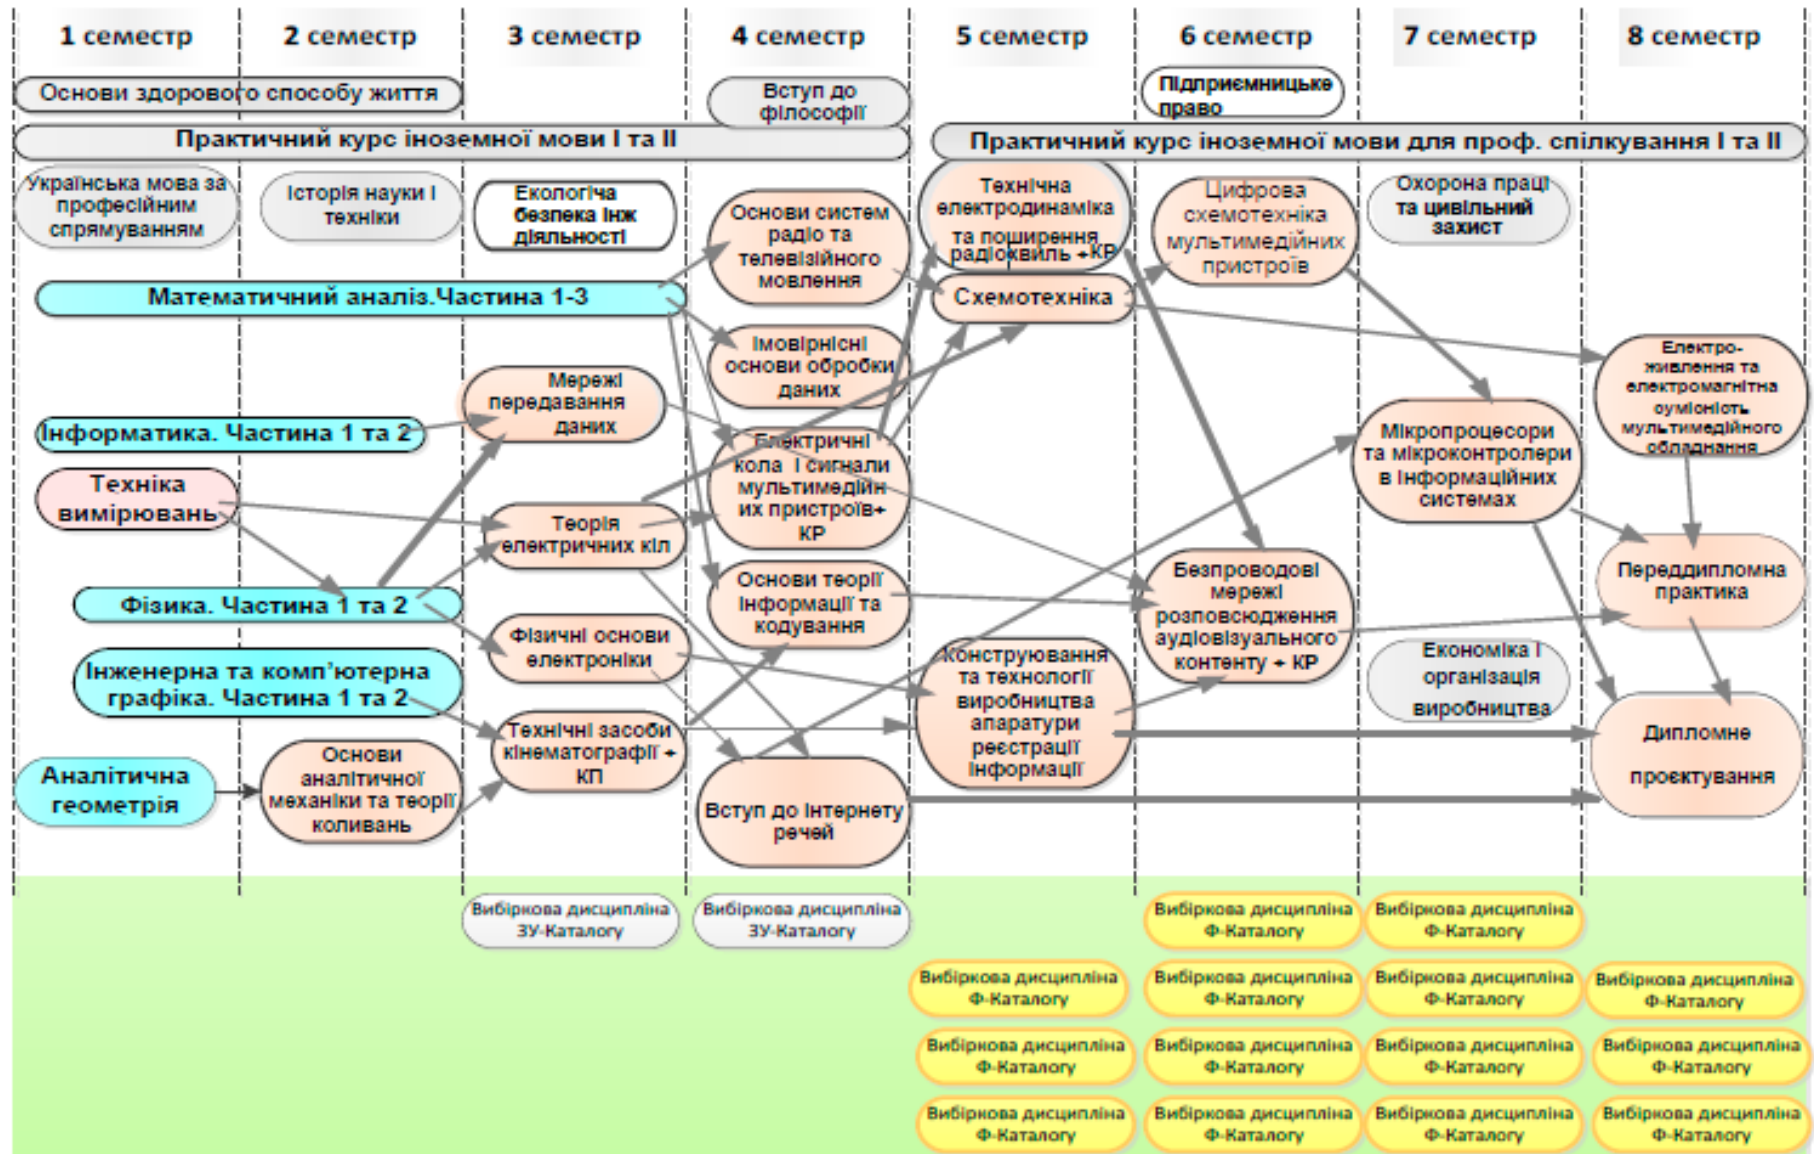 1 семестр
2 семестр
3 семестр
4 семестр
5 семестр
6 семестр
7 семестр
8 семестр
Основи здорового способу життя
Вступ до
філософії
Підприємницьке
право
Практичний курс іноземної мови І та ІІ
Практичний курс іноземної мови для проф. спілкування І та ІІ
Українська мова за
професійним
спрямуванням
Історія науки і
техніки
Екологіча
безпека інж
діяльності
Основи систем
радіо та
телевізійного
мовлення
Технічна
електродинаміка
та поширення
радіохвиль +КР
Цифрова
схемотехніка
мультимедійних
пристроїв
Охорона праці
та цивільний
захист
Математичний аналіз.Частина 1-3
Схемотехніка
Імовірнісні
основи обробки
даних
Електро-
живлення та
електромагнітна
сумісність
мультимедійного
обладнання
Мережі
передавання
даних
Інформатика. Частина 1 та 2
Електричні
кола і сигнали
мультимедійн
их пристроїв+
КР
Мікропроцесори
та мікроконтролери
в інформаційних
системах
Техніка
вимірювань
Теорія
електричних кіл
Фізика. Частина 1 та 2
Основи теорії
інформації та
кодування
Безпроводові
мережі
розповсюдження
аудіовізуального
контенту + КР
Переддипломна
практика
Фізичні основи
електроніки
Інженерна та комп'ютерна
графіка. Частина 1 та 2
Конструювання
та технології
виробництва
апаратури
реєстрації
інформації
Економіка і
організація
виробництва
Технічні засоби
кінематографії +
КП
Дипломне
проєктування
Аналітична
геометрія
Основи
аналітичної
механіки та теорії
коливань
Вступ до Інтернету
речей
Вибіркова дисципліна
ЗУ-Каталогу
Вибіркова дисципліна
ЗУ-Каталогу
Вибіркова дисципліна
Ф-Каталогу
Вибіркова дисципліна
Ф-Каталогу
Вибіркова дисципліна
Ф-Каталогу
Вибіркова дисципліна
Ф-Каталогу
Вибіркова дисципліна
Ф-Каталогу
Вибіркова дисципліна
Ф-Каталогу
Вибіркова дисципліна
Ф-Каталогу
Вибіркова дисципліна
Ф-Каталогу
Вибіркова дисципліна
Ф-Каталогу
Вибіркова дисципліна
Ф-Каталогу
Вибіркова дисципліна
Ф-Каталогу
Вибіркова дисципліна
Ф-Каталогу
Вибіркова дисципліна
Ф-Каталогу
Вибіркова дисципліна
Ф-Каталогу